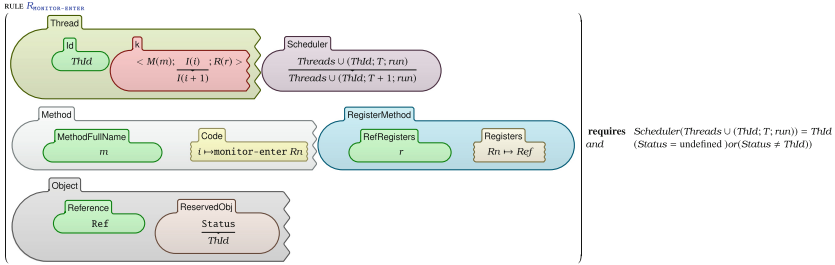 RULE R_MONITOR-ENTER
Thread
Id
ThId
k
< M(m); I(i) ; R(r) >
I(i + 1)
Scheduler
Threads ∪ (ThId; T; run)
Threads ∪ (ThId; T + 1; run)
Method
MethodFullName
m
Code
i ↦monitor-enter Rn
RegisterMethod
RefRegisters
r
Registers
Rn ↦ Ref
requires Scheduler(Threads ∪ (ThId; T; run)) = ThId
and (Status = undefined )or(Status ≠ ThId))
Object
Reference
Ref
ReservedObj
Status
ThId